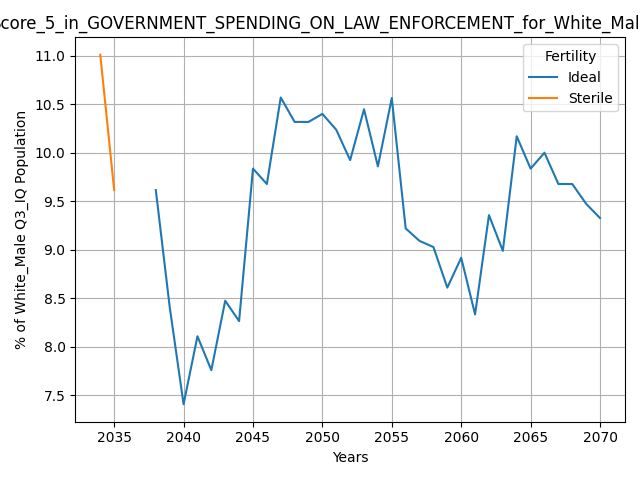 core_5_in_GOVERNMENT_SPENDING_ON_LAW_ENFORCEMENT_for_White_Mal
11.0
10.5
10.0
9.5
9.0
8.5
8.0
7.5
% of White_Male Q3_IQ Population
Fertility
Ideal
Sterile
2035 2040 2045 2050 2055 2060 2065 2070
Years